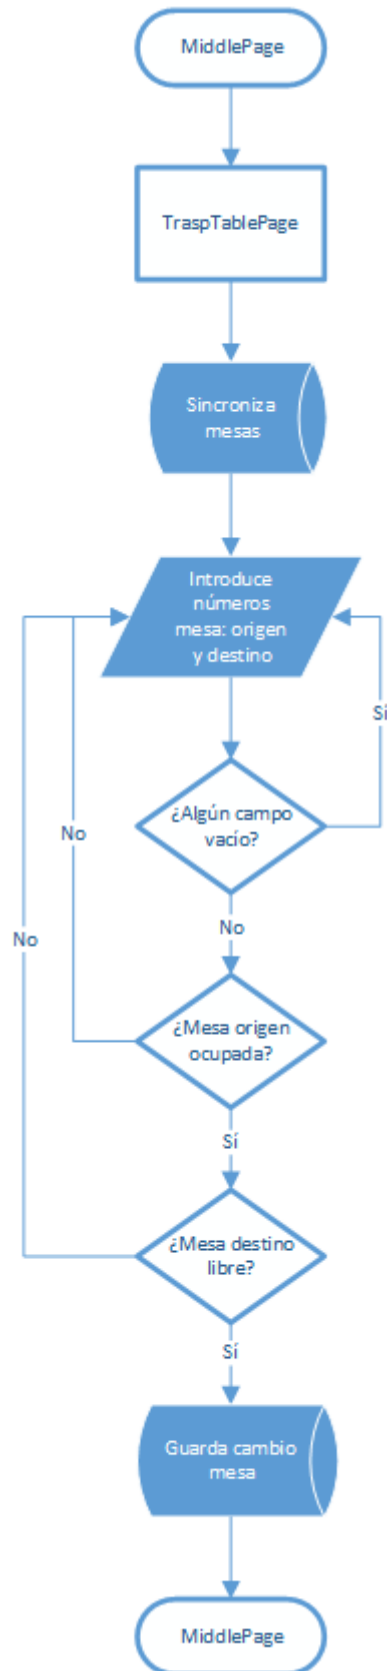 MiddlePage
TraspTablePage
Sincroniza
mesas
Introduce
números
mesa: origen
y destino
Sí
¿Algún campo
vacío?
No
No
No
¿Mesa origen
ocupada?
Sí
¿Mesa destino
libre?
Sí
Guarda cambio
mesa
MiddlePage